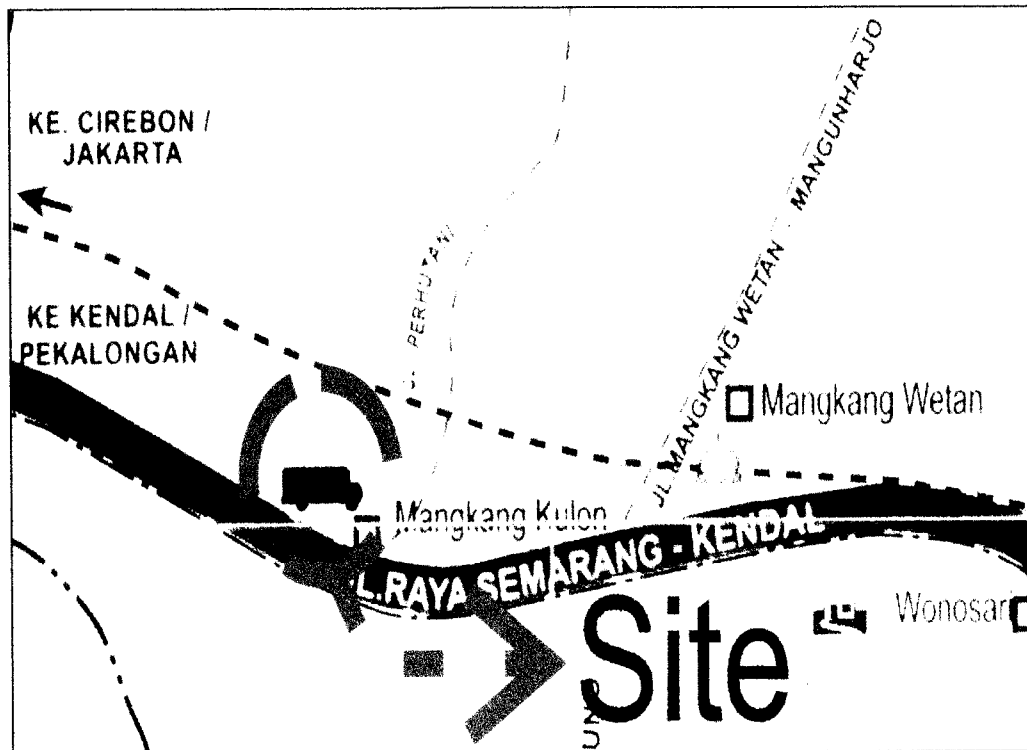 KE. CIREBON /
JAKARTA
KE KENDAL /
PEKALONGAN
PERHUTANI
JL. MANGKANG WETAN - MANGUNHARJO
Mangkang Wetan
Mangkang Kulon
JL.RAYA SEMARANG - KENDAL
Wonosari
Site